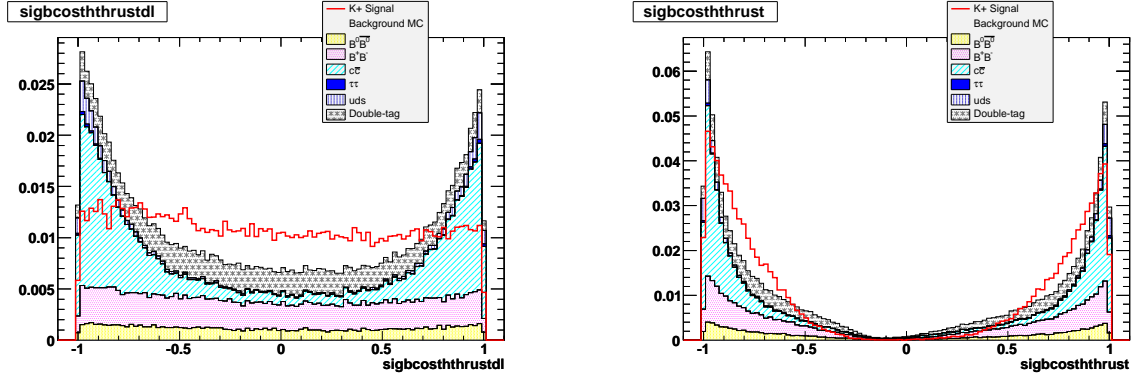 sigbcosththrustdl
K+ Signal
Background MC
B⁰B̅⁰
B⁺B⁻
cc̅
ττ
uds
Double-tag
0.025
0.02
0.015
0.01
0.005
0
-1 -0.5 0 0.5 1
sigbcosththrustdl
sigbcosththrust
K+ Signal
Background MC
B⁰B̅⁰
B⁺B⁻
cc̅
ττ
uds
Double-tag
0.06
0.05
0.04
0.03
0.02
0.01
0
-1 -0.5 0 0.5 1
sigbcosththrust